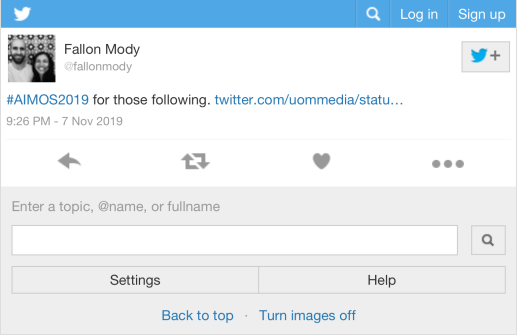 Log in
Sign up
Fallon Mody
@fallonmody
+
#AIMOS2019 for those following. twitter.com/uommedia/statu…
9:26 PM - 7 Nov 2019
Enter a topic, @name, or fullname
Settings
Help
Back to top · Turn images off